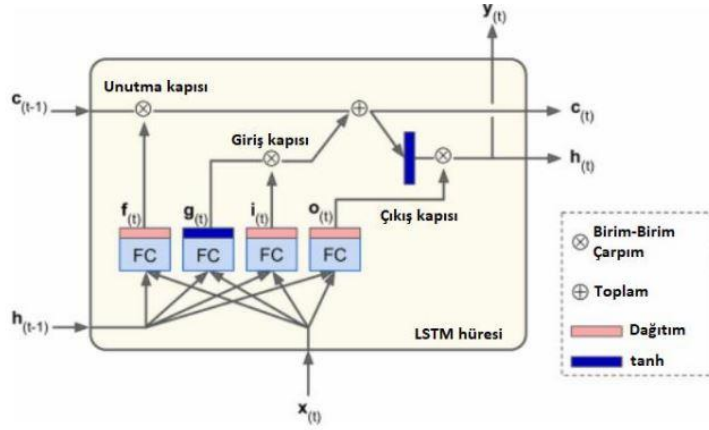 y(t)
Unutma kapısı
c(t-1)
c(t)
Giriş kapısı
h(t)
f(t)
g(t)
i(t)
o(t)
Çıkış kapısı
FC
FC
FC
FC
h(t-1)
LSTM hüresi
x(t)
Birim-Birim
Çarpım
Toplam
Dağıtım
tanh